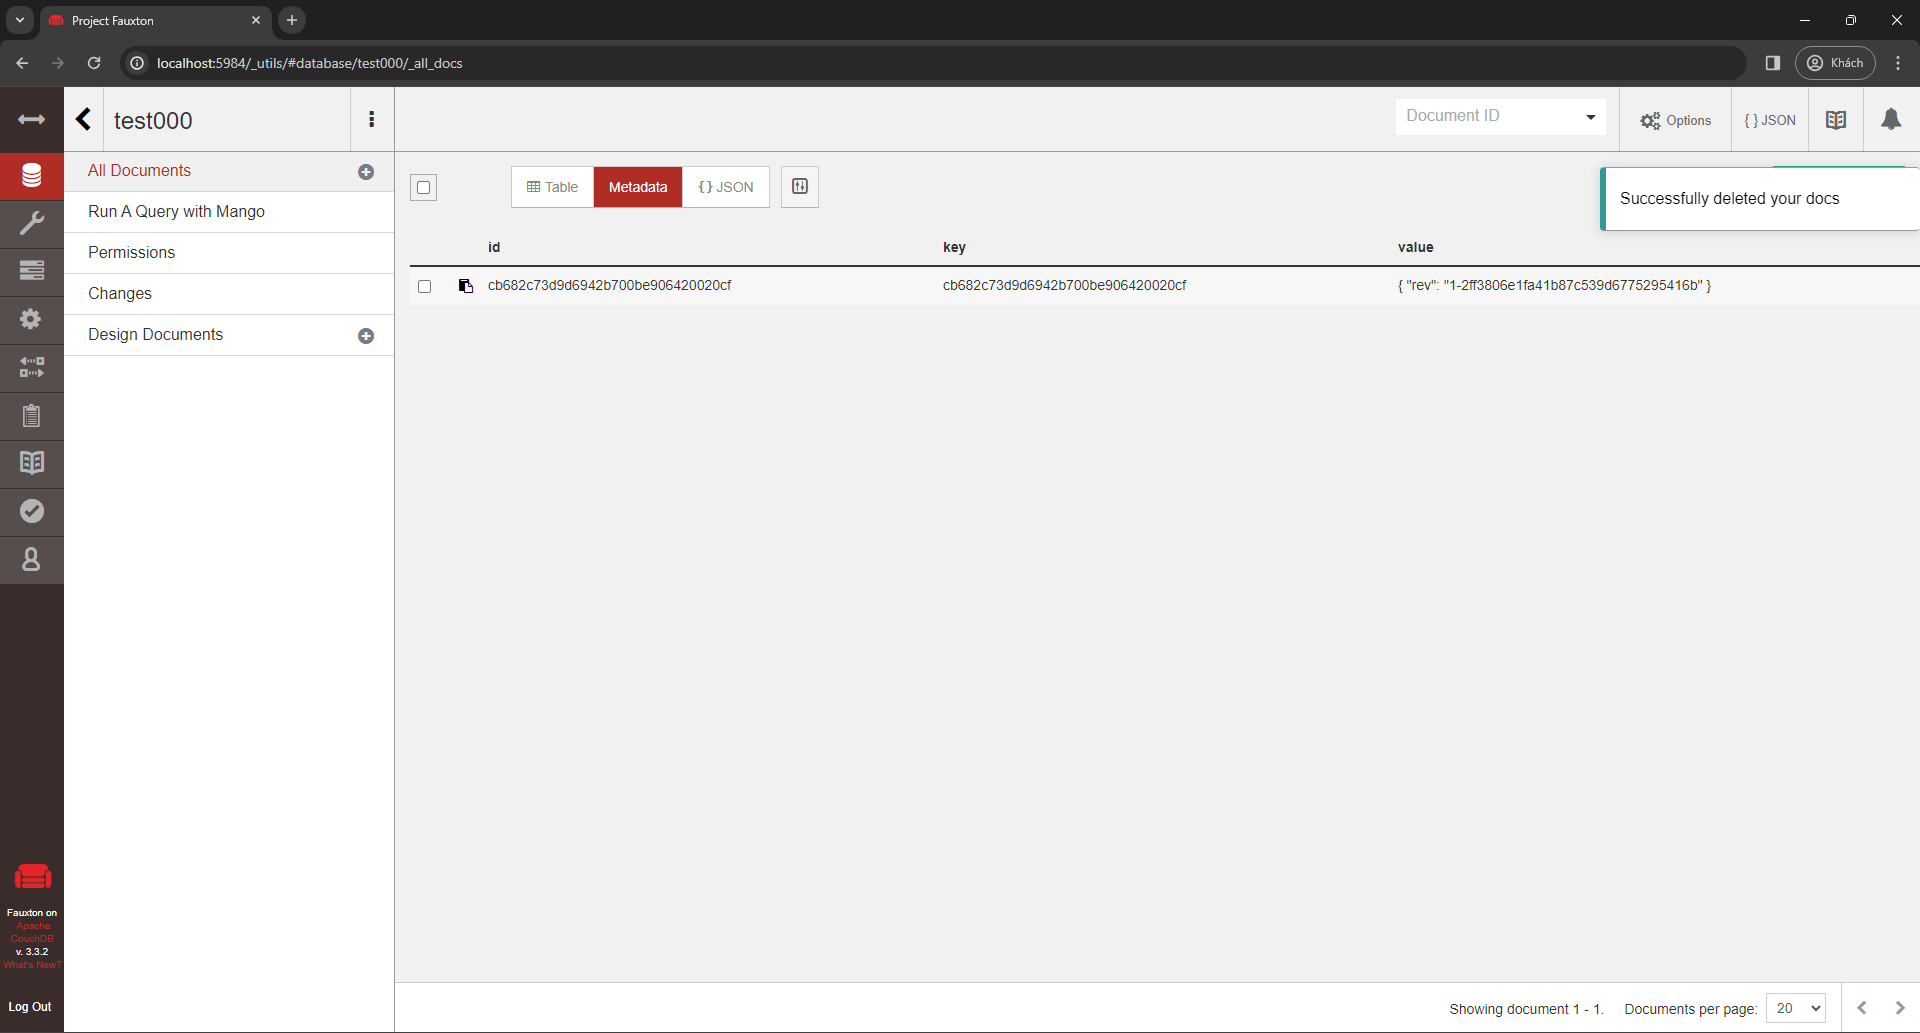 Project Fauxton
localhost:5984/_utils/#database/test000/_all_docs
Khách
test000
Document ID
Options
{ } JSON
All Documents
Run A Query with Mango
Permissions
Changes
Design Documents
Table
Metadata
{ } JSON
Successfully deleted your docs
id key value
cb682c73d9d6942b700be906420020cf cb682c73d9d6942b700be906420020cf { "rev": "1-2ff3806e1fa41b87c539d6775295416b" }
Fauxton on
Apache
CouchDB
v. 3.3.2
What's New?
Log Out
Showing document 1 - 1. Documents per page: 20